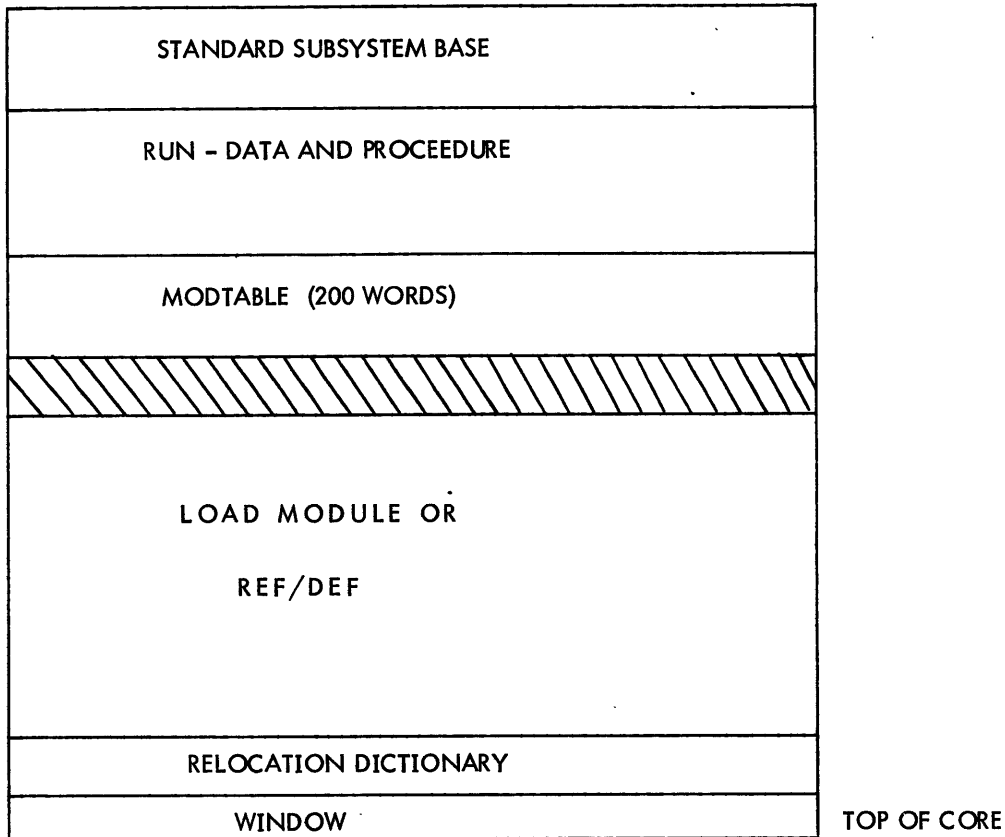 STANDARD SUBSYSTEM BASE
RUN - DATA AND PROCEEDURE
MODTABLE (200 WORDS)
LOAD MODULE OR
REF/DEF
RELOCATION DICTIONARY
WINDOW
TOP OF CORE